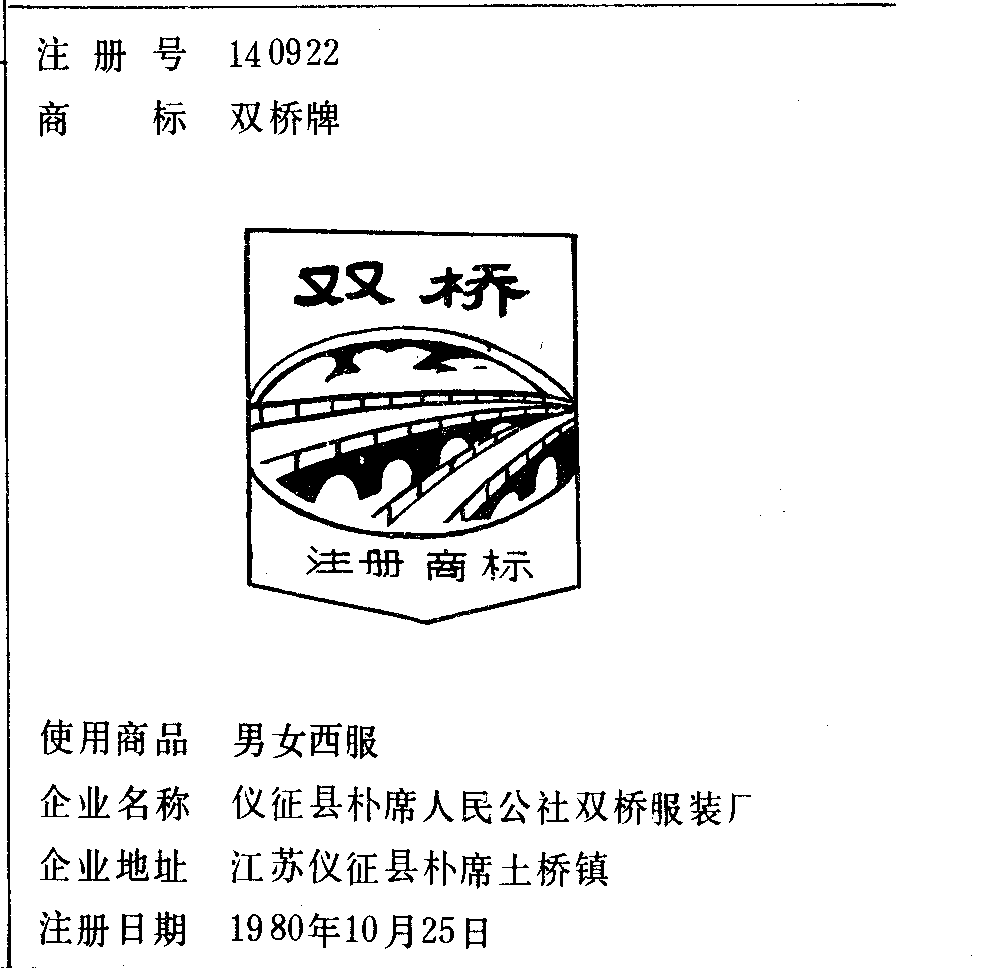 注册号 140922
商标 双桥牌
双桥
注册商标
使用商品 男女西服
企业名称 仪征县朴席人民公社双桥服装厂
企业地址 江苏仪征县朴席土桥镇
注册日期 1980年10月25日